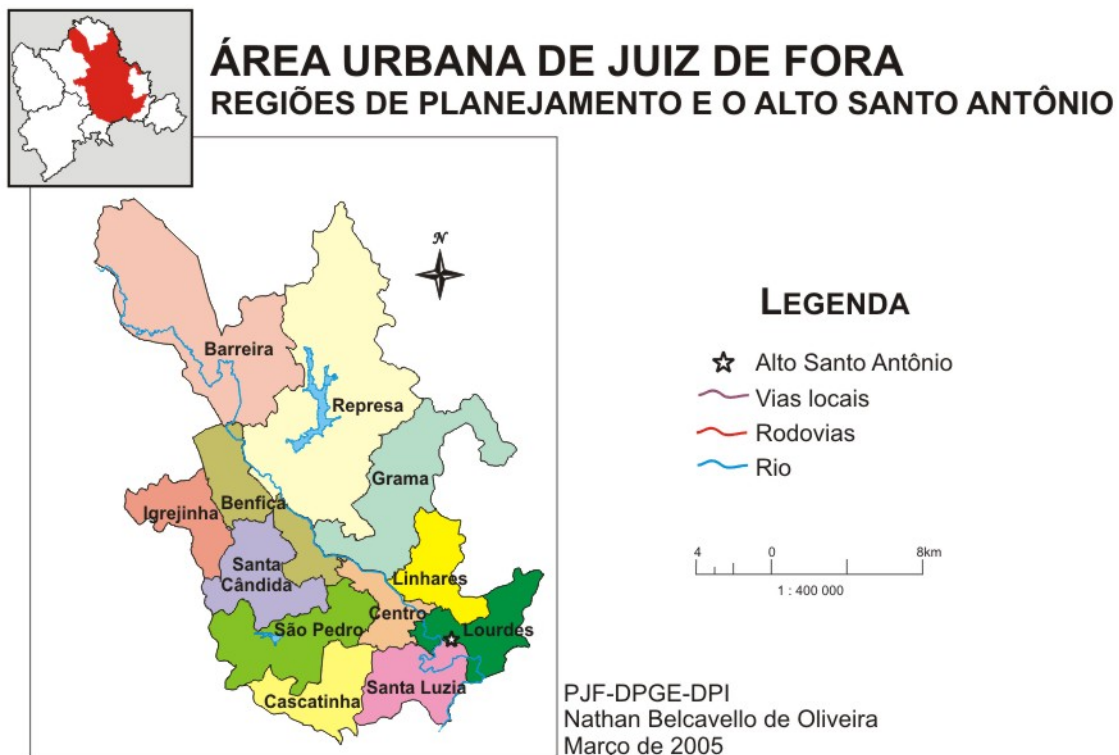 ÁREA URBANA DE JUIZ DE FORA
REGIÕES DE PLANEJAMENTO E O ALTO SANTO ANTÔNIO
N
Barreira
Represa
Grama
Benfica
Igrejinha
Santa
Cândida
Linhares
Centro
São Pedro
Lourdes
Santa Luzia
Cascatinha
LEGENDA
Alto Santo Antônio
Vias locais
Rodovias
Rio
4 0 8km
1 : 400 000
PJF-DPGE-DPI
Nathan Belcavello de Oliveira
Março de 2005